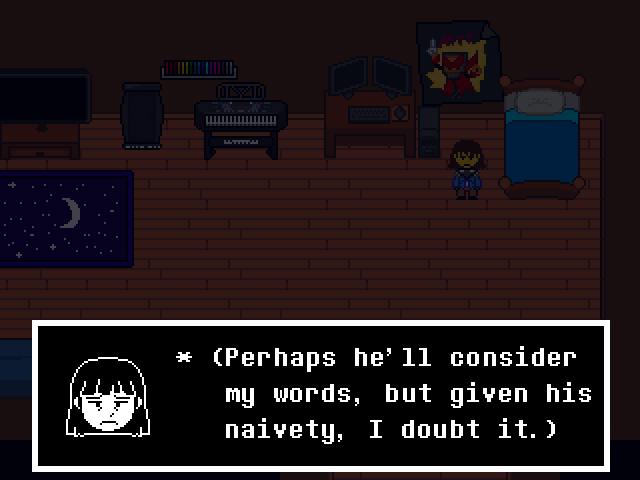 * (Perhaps he'll consider
my words, but given his
naivety, I doubt it.)